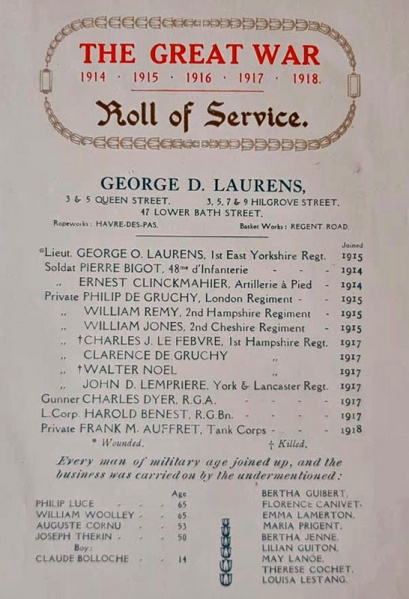 THE GREAT WAR
1914 · 1915 · 1916 · 1917 · 1918.
Roll of Service.
GEORGE D. LAURENS,
3 & 5 QUEEN STREET. 3, 5, 7 & 9 HILGROVE STREET,
47 LOWER BATH STREET,
Ropeworks: HAVRE-DES-PAS. Basket Works: REGENT ROAD.
Joined
*Lieut. GEORGE O. LAURENS, 1st East Yorkshire Regt. 1915
Soldat PIERRE BIGOT, 48me d'Infanterie - - - 1914
„ ERNEST CLINCKMAHIER, Artillerie à Pied - 1914
Private PHILIP DE GRUCHY, London Regiment - - 1915
„ WILLIAM REMY, 2nd Hampshire Regiment - 1915
„ WILLIAM JONES, 2nd Cheshire Regiment - 1915
„ †CHARLES J. LE FEBVRE, 1st Hampshire Regt. 1917
„ CLARENCE DE GRUCHY „ - - 1917
„ †WALTER NOEL „ - - 1917
„ JOHN D. LEMPRIERE, York & Lancaster Regt. 1917
Gunner CHARLES DYER, R.G.A. - - - - 1917
L.Corp. HAROLD BENEST, R.G.Bn. - - - - 1917
Private FRANK M. AUFFRET, Tank Corps - - - 1918
* Wounded. † Killed.
Every man of military age joined up, and the
business was carried on by the undermentioned:
Age
PHILIP LUCE - - 65
WILLIAM WOOLLEY - 65
AUGUSTE CORNU - - 53
JOSEPH THERIN - - 50
Boy:
CLAUDE BOLLOCHE - - 14
BERTHA GUIBERT,
FLORENCE CANIVET,
EMMA LAMERTON,
MARIA PRIGENT,
BERTHA JENNE,
LILIAN GUITON,
MAY LANÖE,
THERESE COCHET,
LOUISA LESTANG.